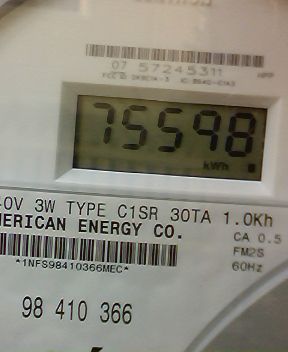 07 57245311
75598
kWh
0V 3W TYPE C1SR 30TA 1.0Kh
MERICAN ENERGY CO.
CA 0.5
FM2S
*1NFS98410366MEC*
60Hz
98 410 366